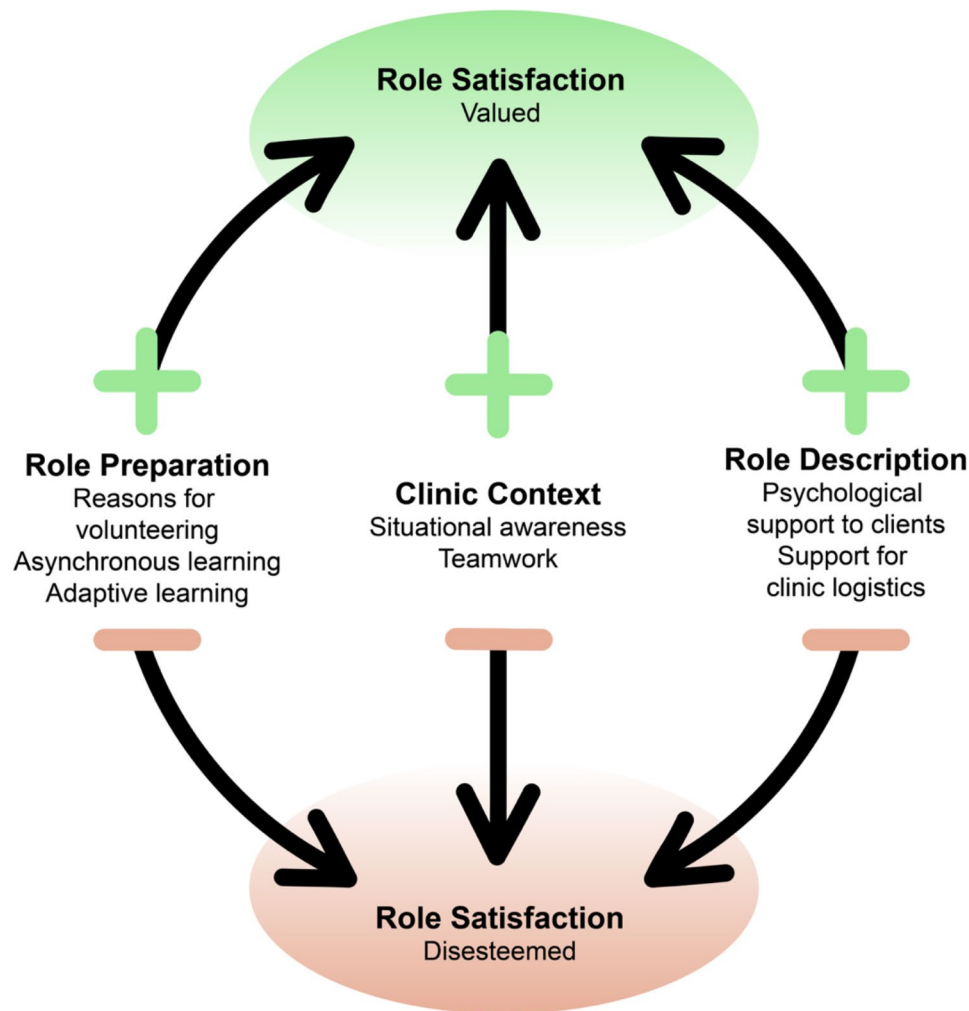 Role Satisfaction
Valued
Role Preparation
Reasons for
volunteering
Asynchronous learning
Adaptive learning
Clinic Context
Situational awareness
Teamwork
Role Description
Psychological
support to clients
Support for
clinic logistics
Role Satisfaction
Disesteemed